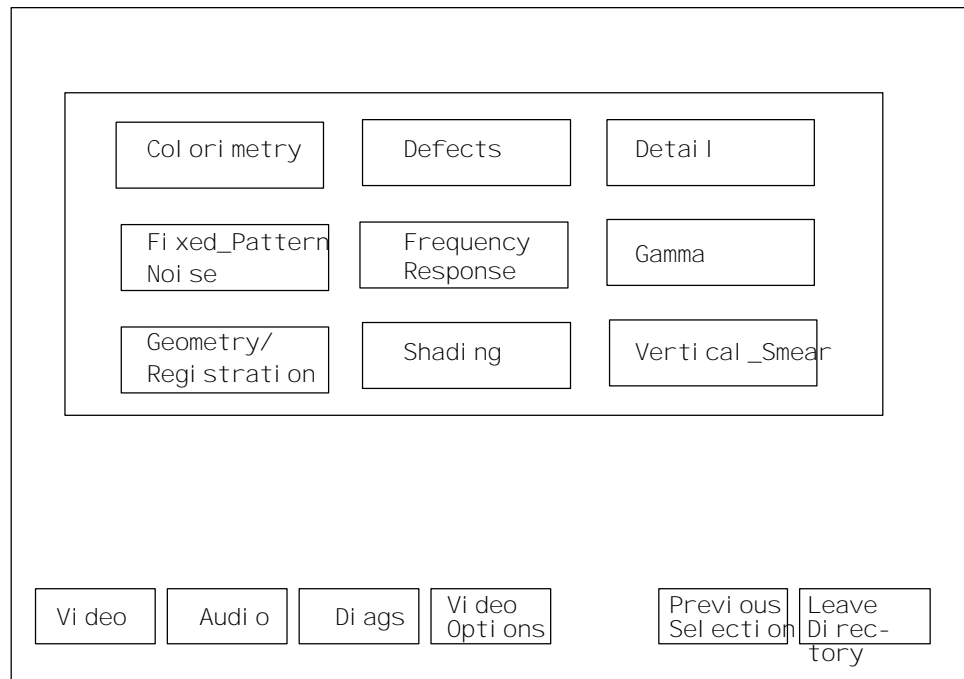 Colorimetry
Defects
Detail
Fixed_Pattern
Noise
Frequency
Response
Gamma
Geometry/
Registration
Shading
Vertical_Smear
Video
Audio
Diags
Video
Options
Previous
Selection
Leave
Direc-
tory